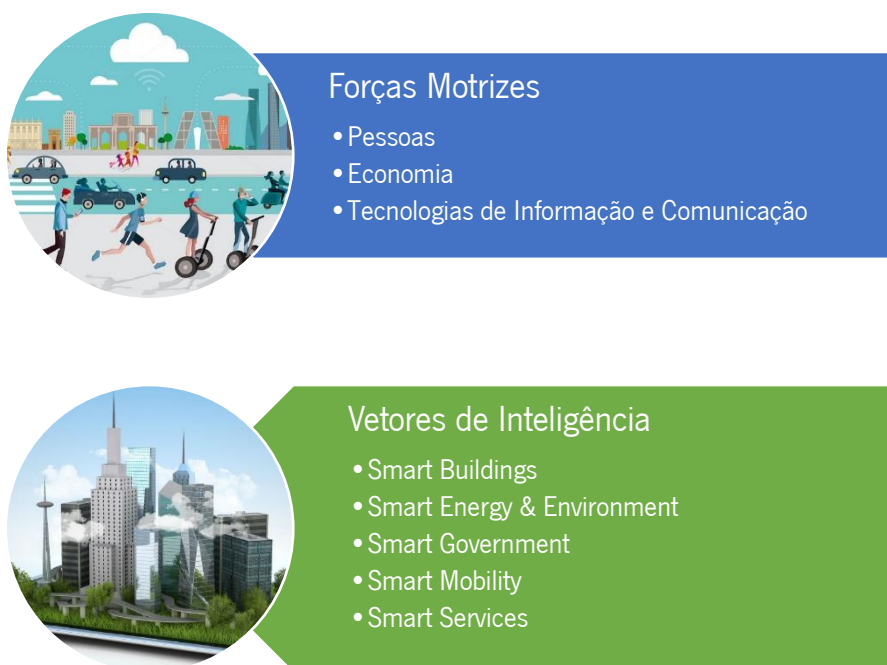 Forças Motrizes
•Pessoas
•Economia
•Tecnologias de Informação e Comunicação
Vetores de Inteligência
•Smart Buildings
•Smart Energy & Environment
•Smart Government
•Smart Mobility
•Smart Services